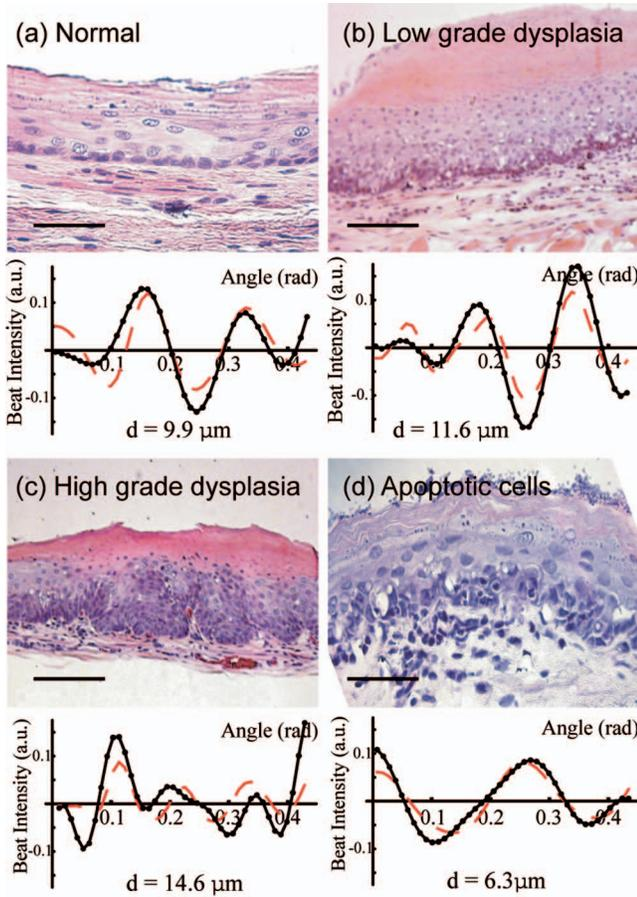 (a) Normal
(b) Low grade dysplasia
Beat Intensity (a.u.)
0.1
-0.1
Angle (rad)
0.1
0.2
0.3
0.4
d = 9.9 μm
Beat Intensity (a.u.)
0.1
-0.
Angle (rad)
0.1
0.2
0.3
0.4
d = 11.6 μm
(c) High grade dysplasia
(d) Apoptotic cells
Beat Intensity (a.u.)
0.1
-0.1
Angle (rad)
0.1
0.2
0.3
0.4
d = 14.6 μm
Beat Intensity (a.u.)
0.1
-0.1
Angle (rad)
0.1
0.2
0.3
0.4
d = 6.3μm